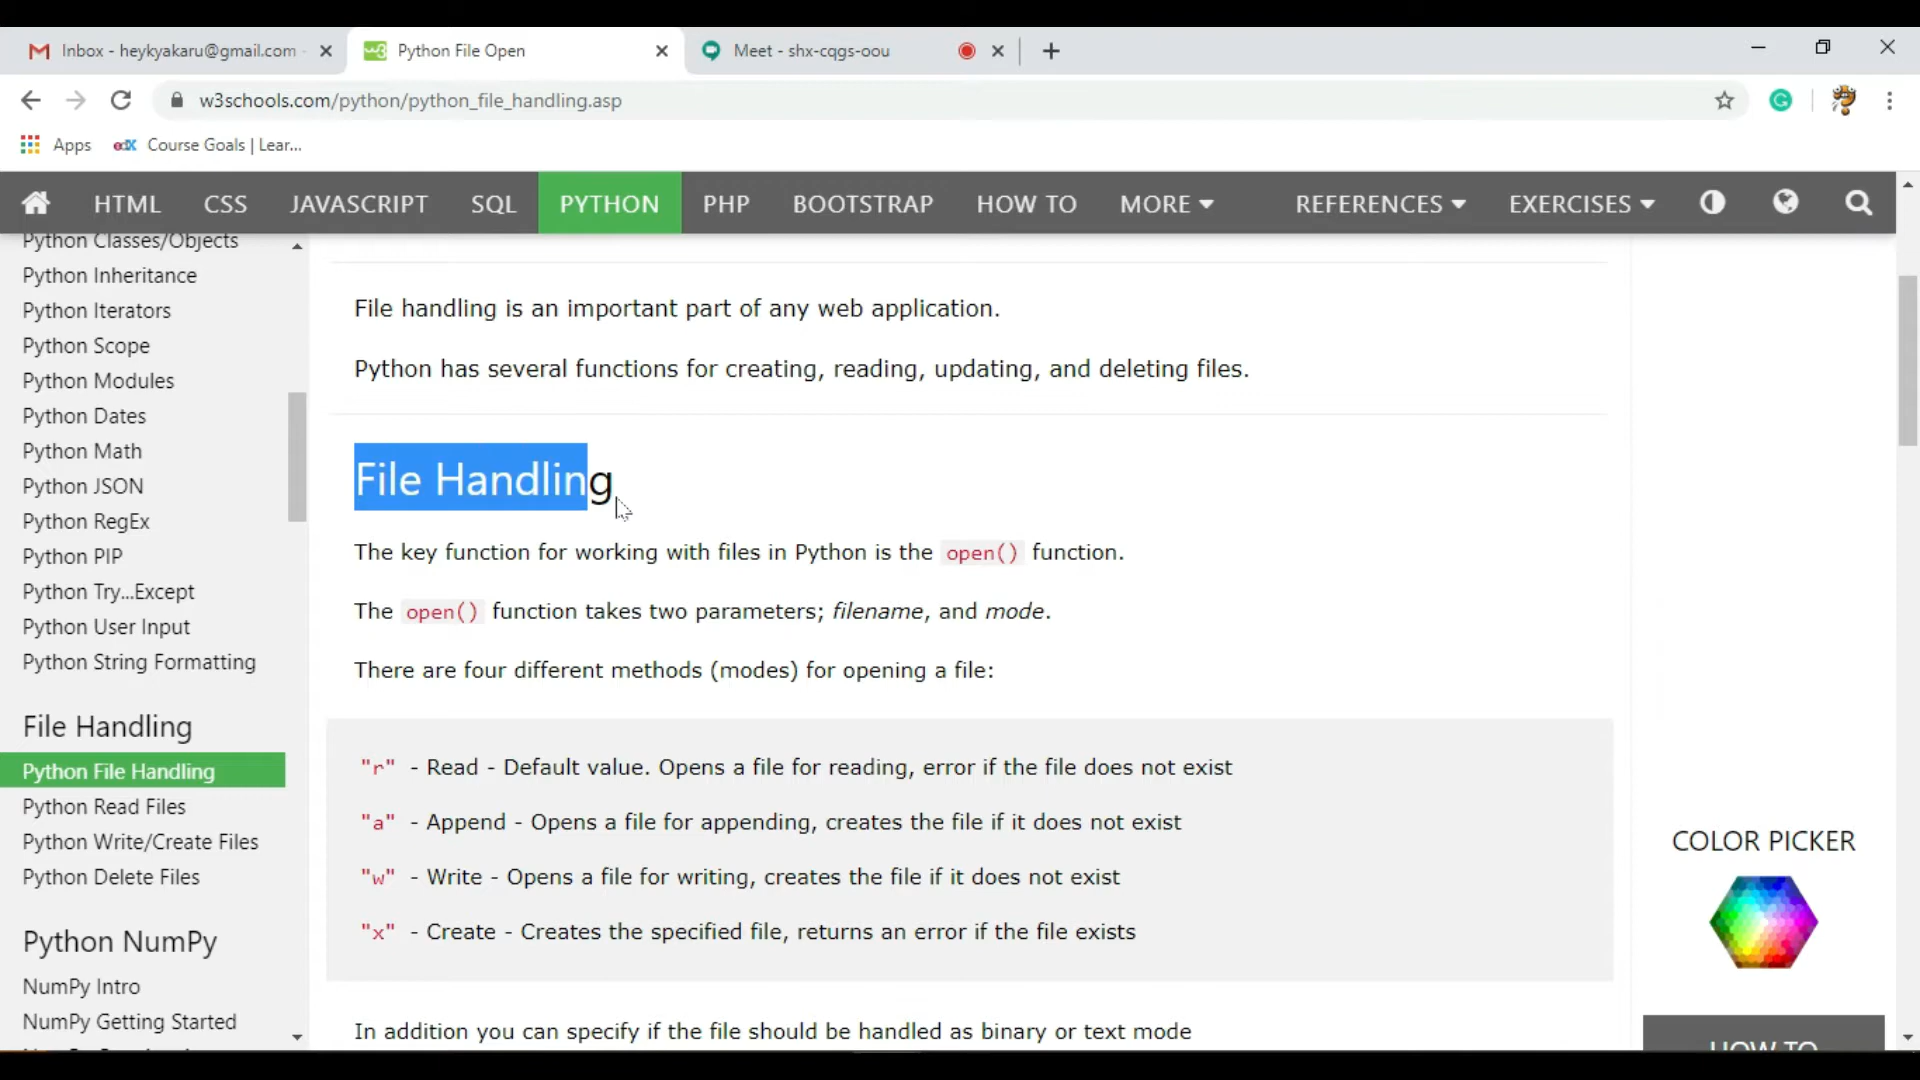 Inbox - heykyakaru@gmail.com
Python File Open
Meet - shx-cqgs-oou
w3schools.com/python/python_file_handling.asp
Apps
edX Course Goals | Lear...
HTML CSS JAVASCRIPT SQL PYTHON PHP BOOTSTRAP HOW TO MORE REFERENCES EXERCISES
Python Classes/Objects
Python Inheritance
Python Iterators
Python Scope
Python Modules
Python Dates
Python Math
Python JSON
Python RegEx
Python PIP
Python Try...Except
Python User Input
Python String Formatting
File Handling
Python File Handling
Python Read Files
Python Write/Create Files
Python Delete Files
Python NumPy
NumPy Intro
NumPy Getting Started
File handling is an important part of any web application.
Python has several functions for creating, reading, updating, and deleting files.
File Handling
The key function for working with files in Python is the open() function.
The open() function takes two parameters; filename, and mode.
There are four different methods (modes) for opening a file:
"r" - Read - Default value. Opens a file for reading, error if the file does not exist
"a" - Append - Opens a file for appending, creates the file if it does not exist
"w" - Write - Opens a file for writing, creates the file if it does not exist
"x" - Create - Creates the specified file, returns an error if the file exists
In addition you can specify if the file should be handled as binary or text mode
COLOR PICKER
HOW TO